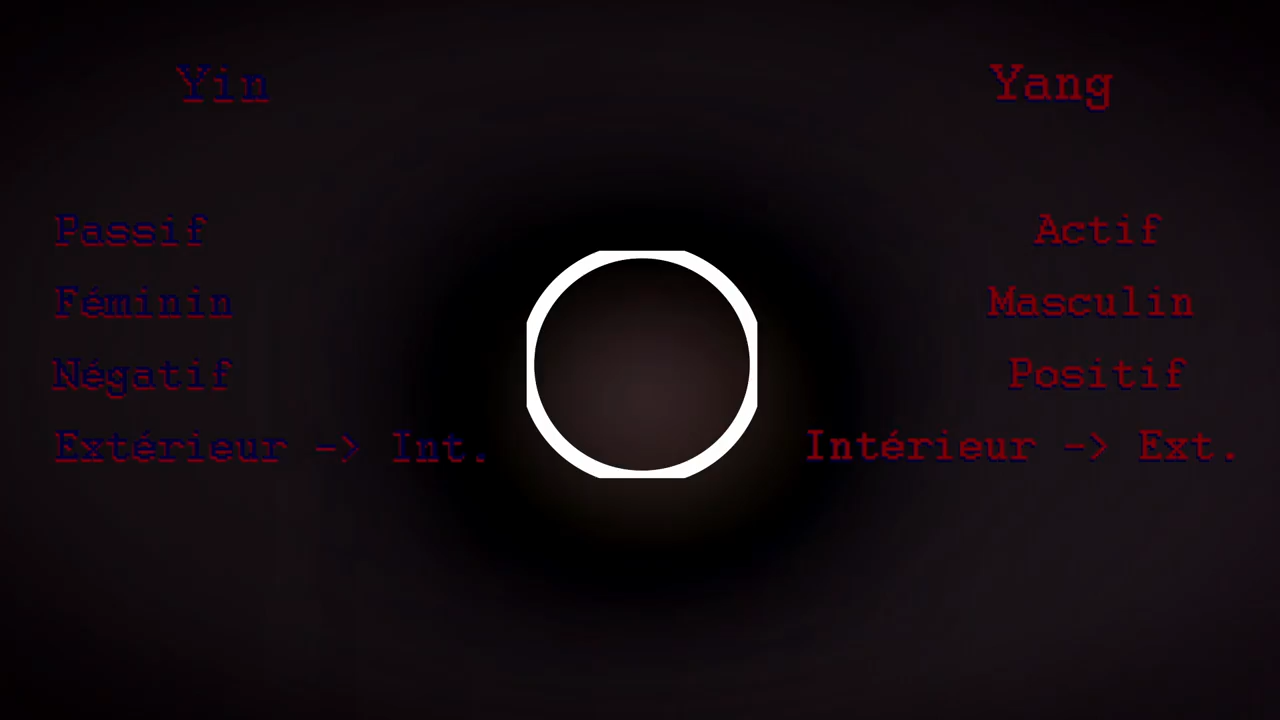 Yin
Yang
Passif
Actif
Féminin
Masculin
Négatif
Positif
Extérieur -> Int.
Intérieur -> Ext.